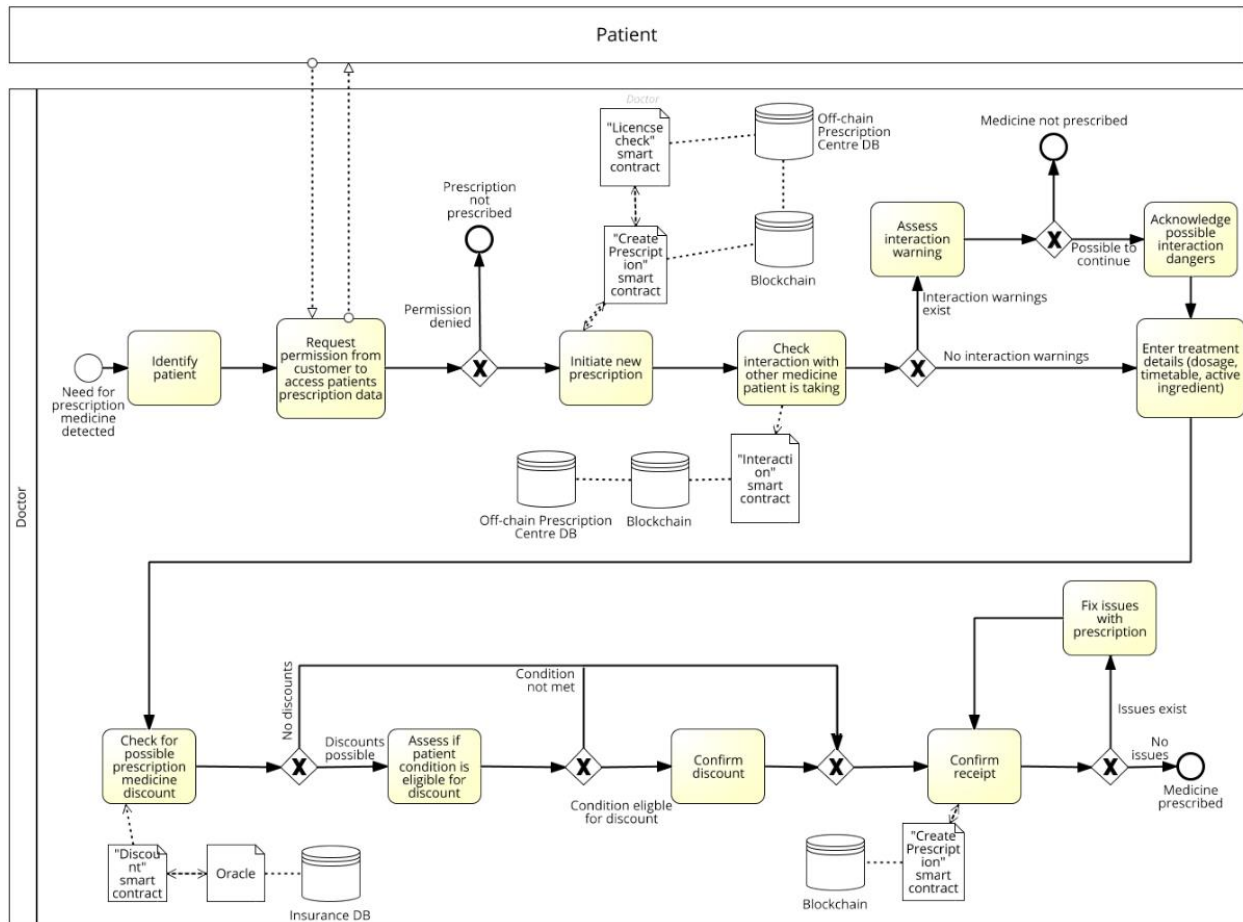 Patient
Doctor
Doctor
"Licencse
check"
smart
contract
Off-chain
Prescription
Centre DB
Medicine not prescribed
Prescription
not
prescribed
"Create
Prescript
ion"
smart
contract
Blockchain
Assess
interaction
warning
Possible to
continue
Acknowledge
possible
interaction
dangers
Permission
denied
Interaction warnings
exist
Need for
prescription
medicine
detected
Identify
patient
Request
permission from
customer to
access patients
prescription data
Initiate new
prescription
Check
interaction with
other medicine
patient is taking
No interaction warnings
Enter treatment
details (dosage,
timetable, active
ingredient)
Off-chain Prescription
Centre DB
Blockchain
"Interacti
on"
smart
contract
Fix issues
with
prescription
No discounts
Condition
not met
Issues exist
Check for
possible
prescription
medicine
discount
Discounts
possible
Assess if
patient
condition is
eligible for
discount
Condition eligble
for discount
Confirm
discount
Confirm
receipt
No
issues
Medicine
prescribed
"Discou
nt"
smart
contract
Oracle
Insurance DB
Blockchain
"Create
Prescript
ion"
smart
contract